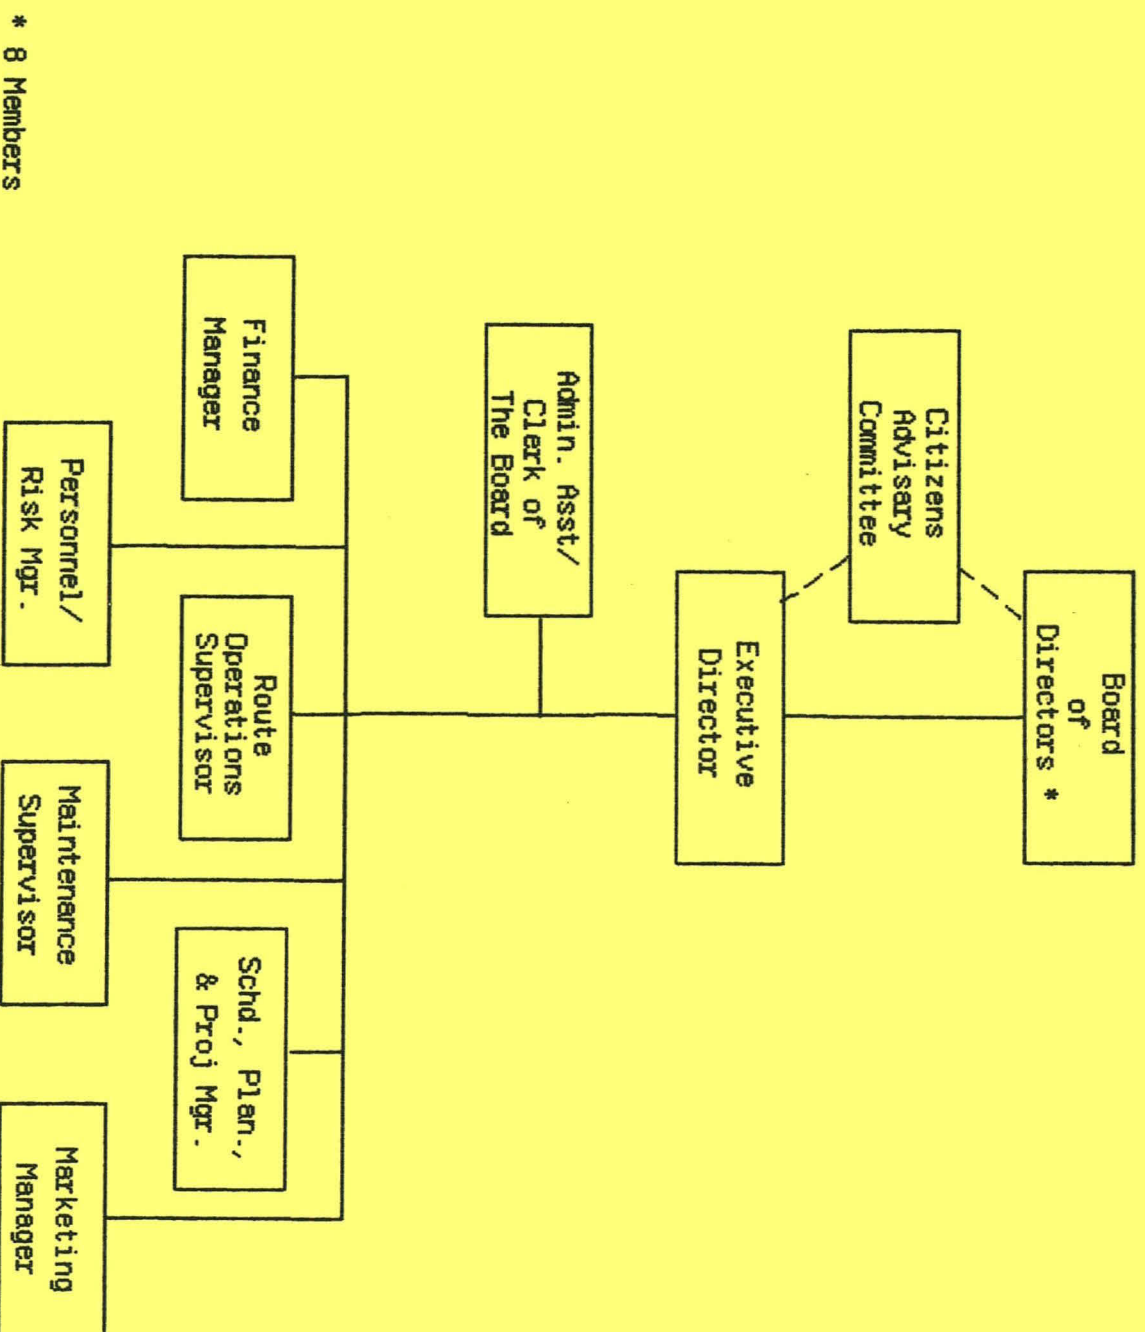 Board
of
Directors *
Citizens
Advisary
Committee
Executive
Director
Admin. Asst/
Clerk of
The Board
Finance
Manager
Route
Operations
Supervisor
Schd., Plan.,
& Proj Mgr.
Personnel/
Risk Mgr.
Maintenance
Supervisor
Marketing
Manager
* 8 Members